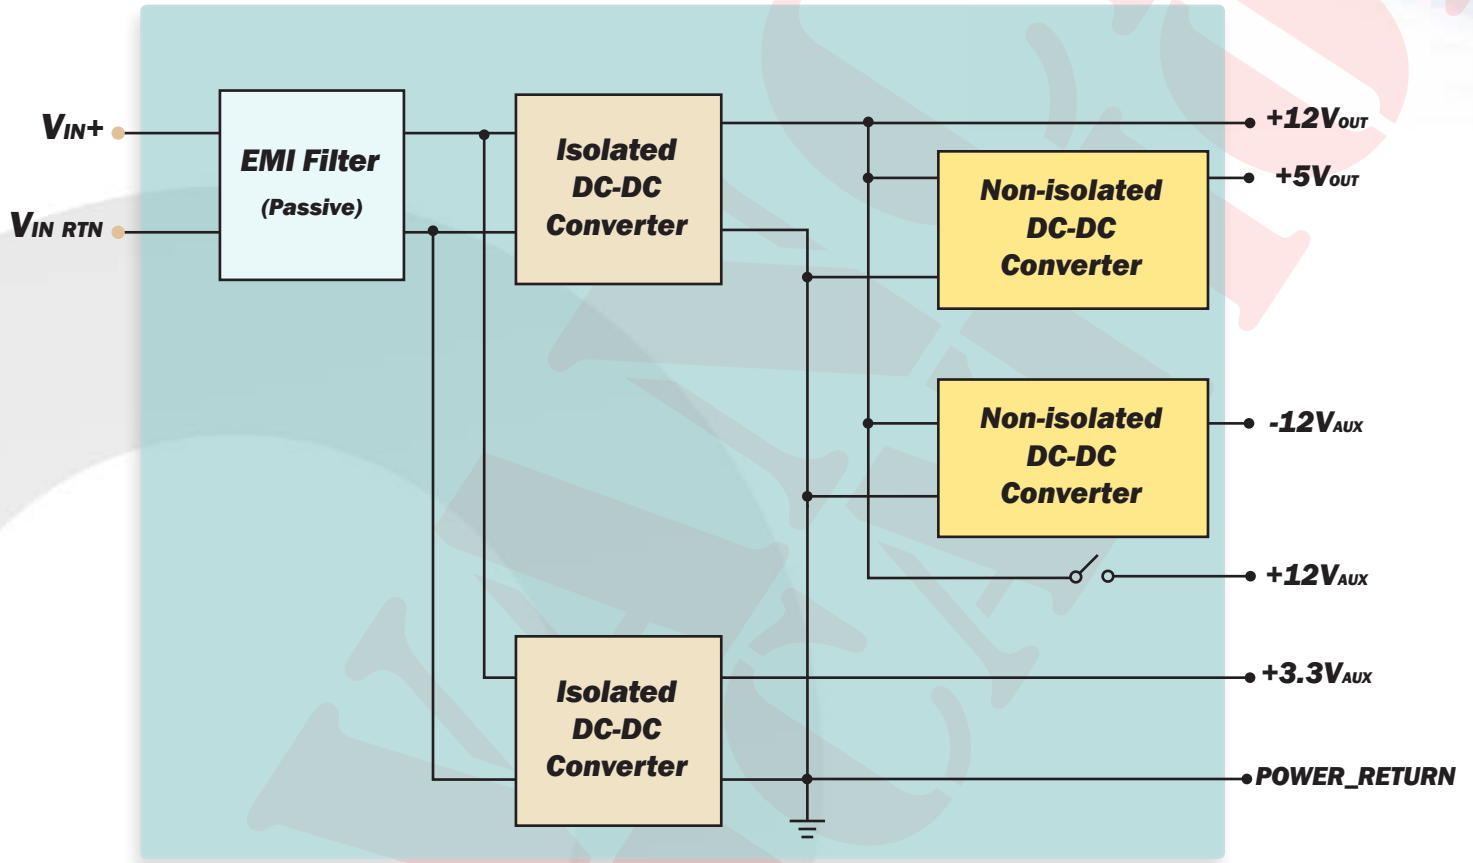 VIN+
VIN RTN
EMI Filter
(Passive)
Isolated
DC-DC
Converter
Isolated
DC-DC
Converter
Non-isolated
DC-DC
Converter
Non-isolated
DC-DC
Converter
+12VOUT
+5VOUT
-12VAUX
+12VAUX
+3.3VAUX
POWER_RETURN